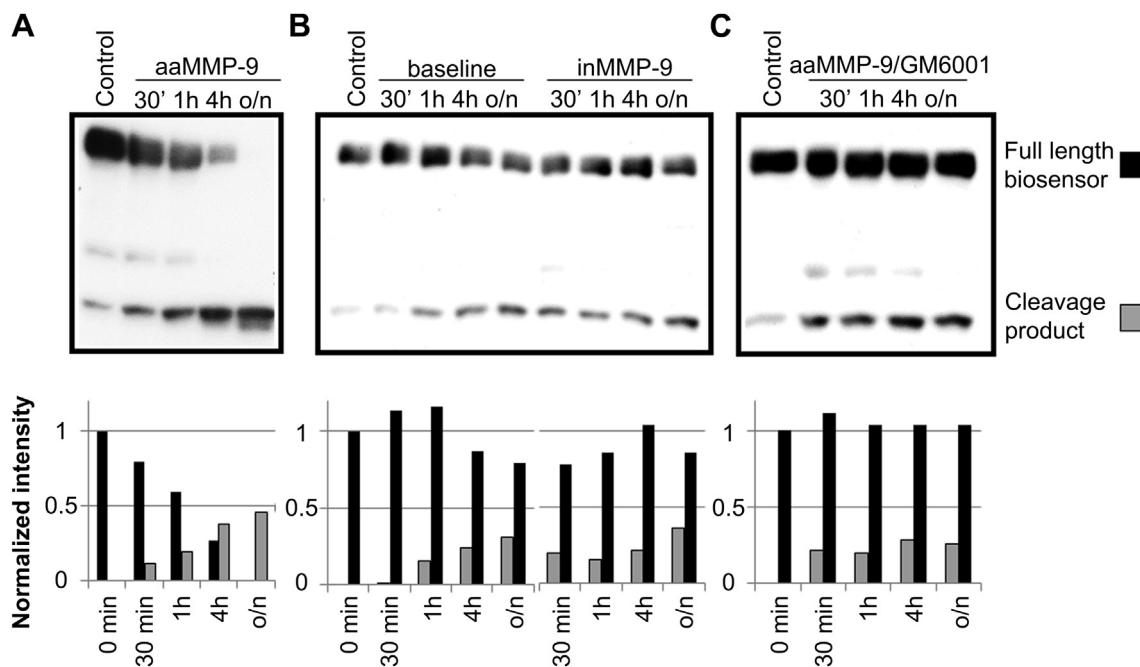 A
Control
aaMMP-9
30’ 1h 4h o/n
B
Control
baseline
inMMP-9
30’ 1h 4h o/n 30’ 1h 4h o/n
C
Control
aaMMP-9/GM6001
30’ 1h 4h o/n
Full length
biosensor
Cleavage
product
Normalized intensity
1
0.5
0
0 min
30 min
1h
4h
o/n
1
0.5
0
0 min
30 min
1h
4h
o/n
30 min
1h
4h
o/n
1
0.5
0
0 min
30 min
1h
4h
o/n